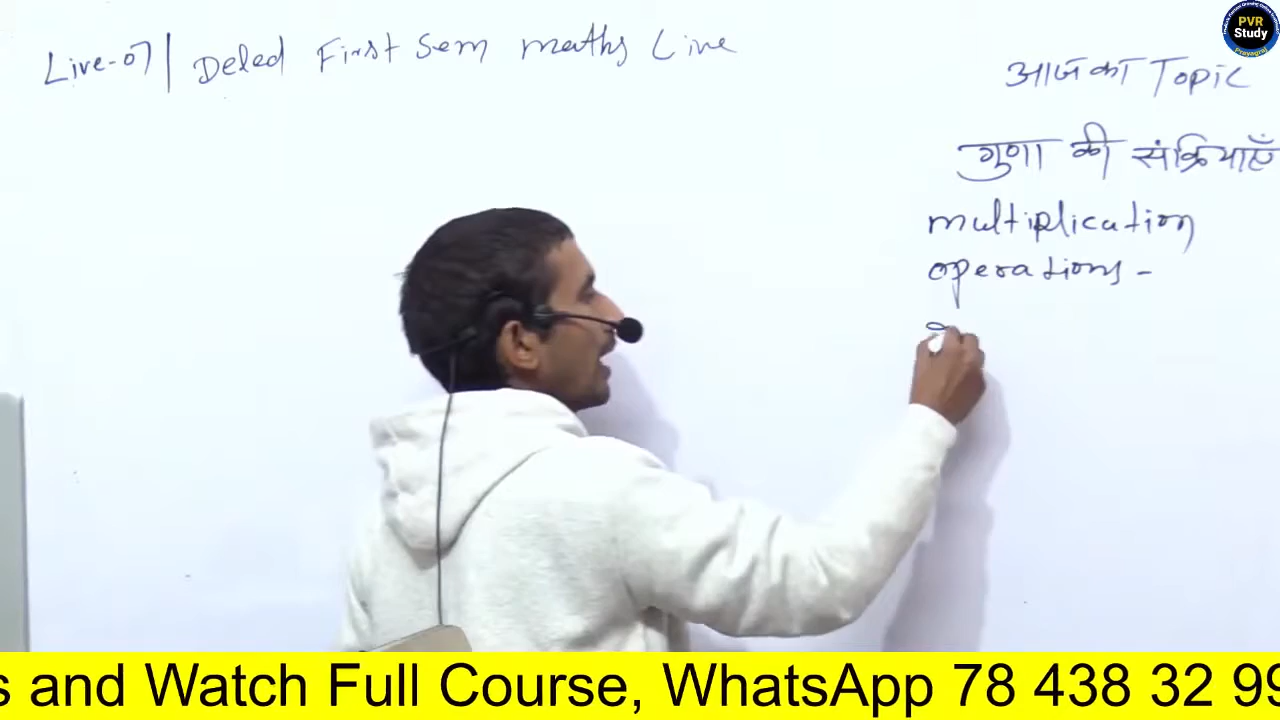 Live-07 | Deled First Sem maths Live
आज का Topic
गुणा की संक्रियाएँ
multiplication
operations -
PVR
Study
Prayagraj
s and Watch Full Course, WhatsApp 78 438 32 99